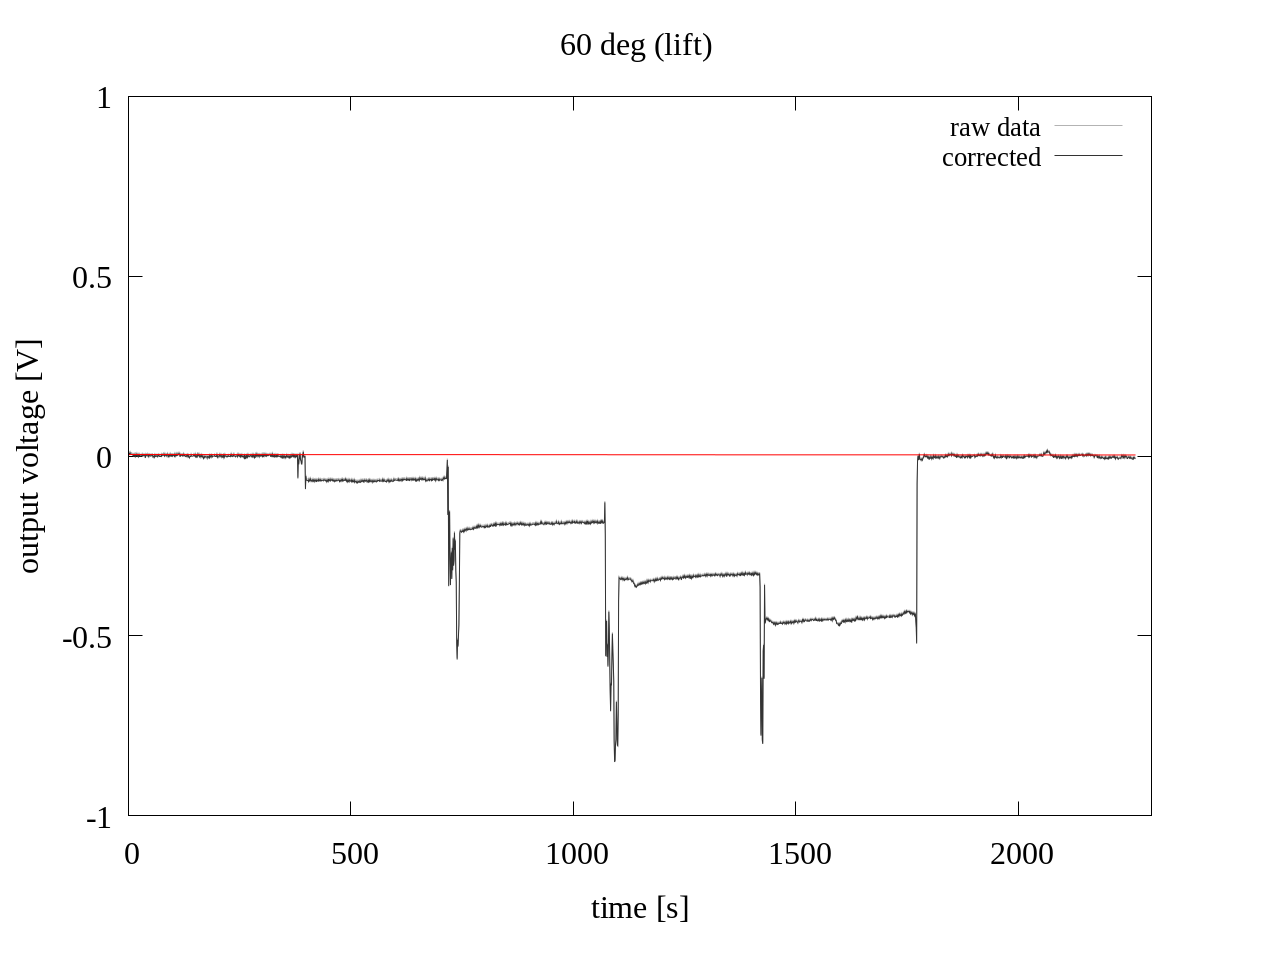 60 deg (lift)
raw data
corrected
1
0.5
0
-0.5
-1
output voltage [V]
0 500 1000 1500 2000
time [s]